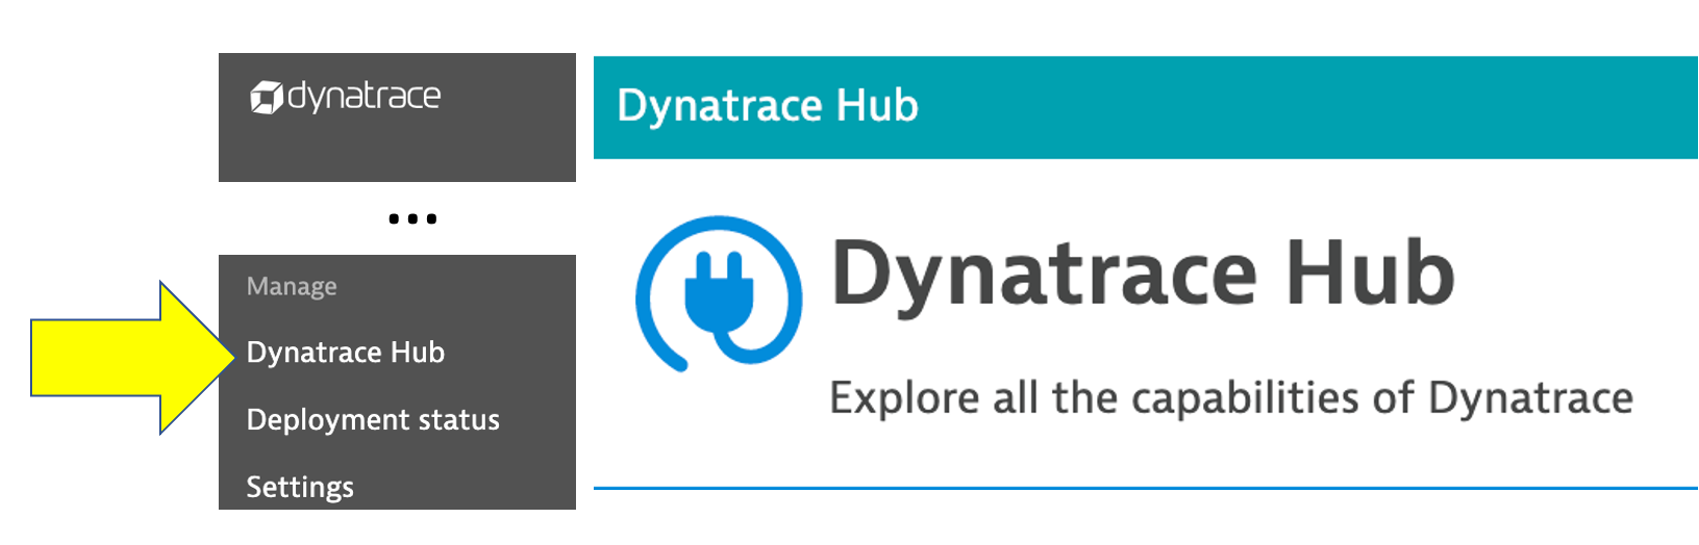 dynatrace
...
Manage
Dynatrace Hub
Deployment status
Settings
Dynatrace Hub
Dynatrace Hub
Explore all the capabilities of Dynatrace